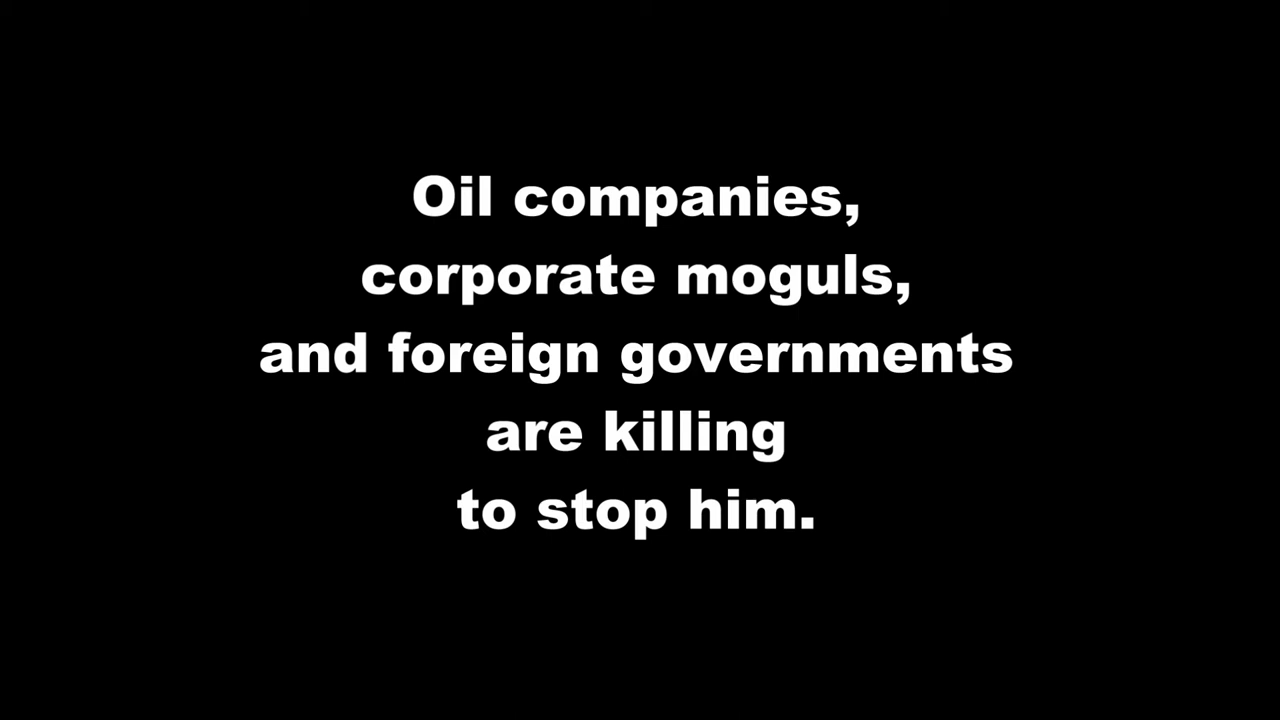 Oil companies,
corporate moguls,
and foreign governments
are killing
to stop him.